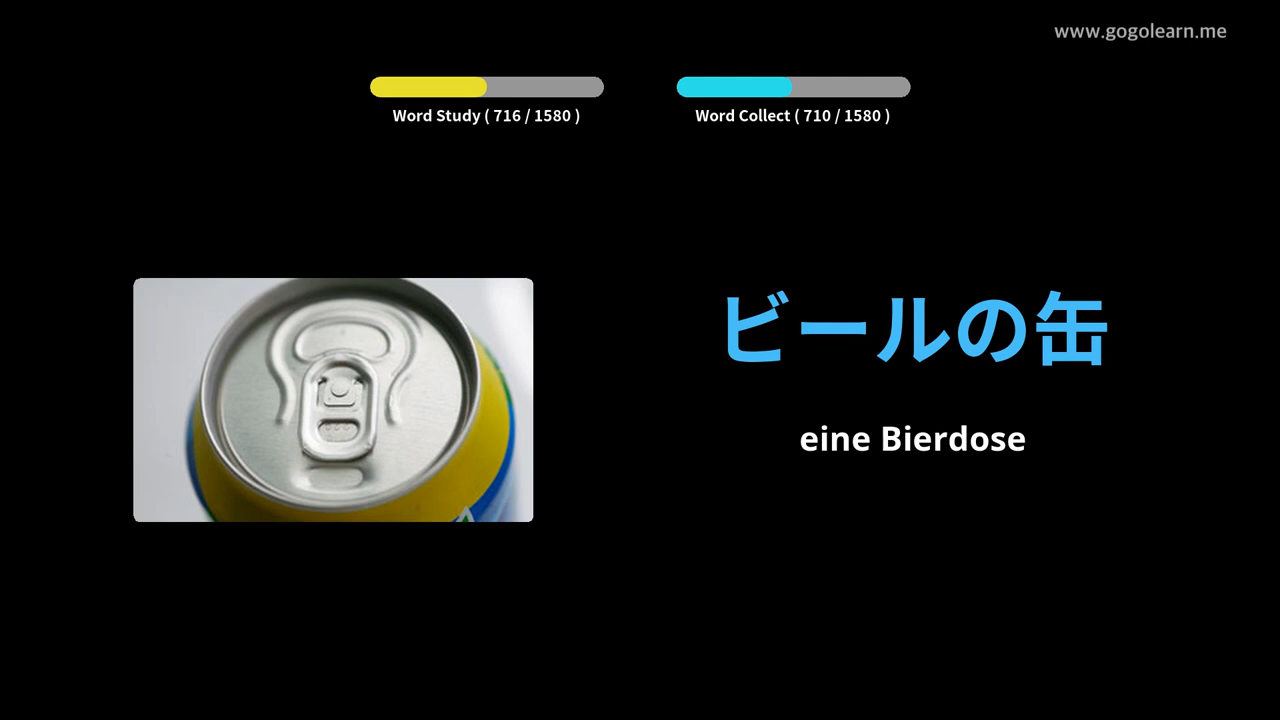 www.gogolearn.me
Word Study ( 716 / 1580 )
Word Collect ( 710 / 1580 )
ビールの缶
eine Bierdose